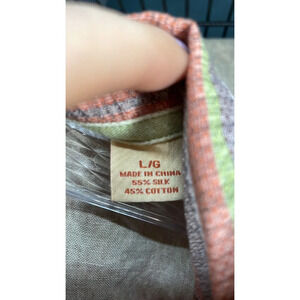 L/G
MADE IN CHINA
55% SILK
45% COTTON